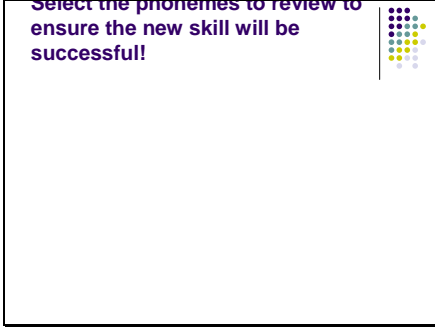 Select the phonemes to review to
ensure the new skill will be
successful!